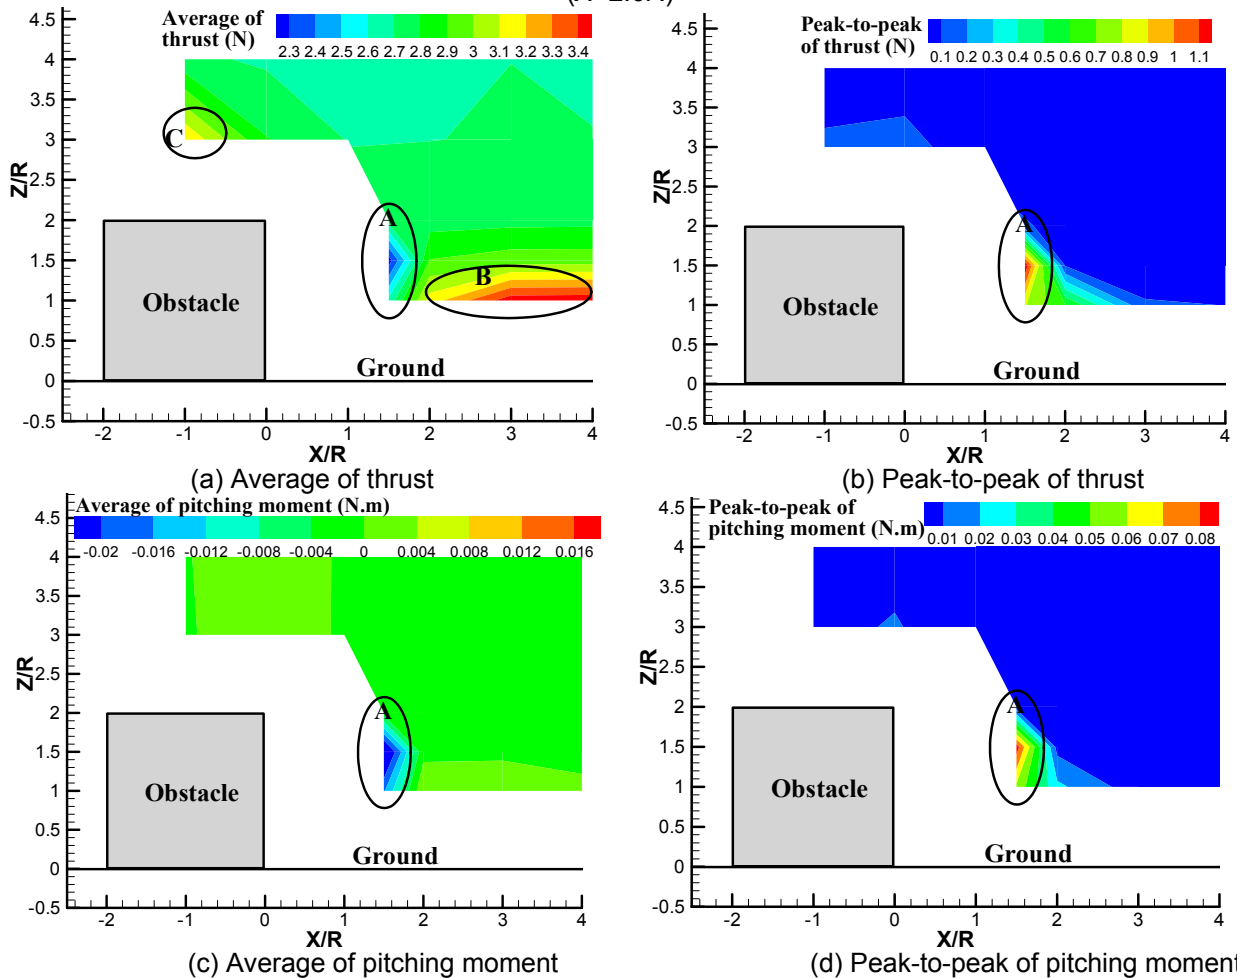 Average of
thrust (N)
2.3 2.4 2.5 2.6 2.7 2.8 2.9 3 3.1 3.2 3.3 3.4
4.5
4
3.5
3
2.5
2
1.5
1
0.5
0
-0.5
Z/R
C
A
B
Obstacle
Ground
-2 -1 0 1 2 3 4
X/R
(a) Average of thrust
Peak-to-peak
of thrust (N)
0.1 0.2 0.3 0.4 0.5 0.6 0.7 0.8 0.9 1 1.1
4.5
4
3.5
3
2.5
2
1.5
1
0.5
0
-0.5
Z/R
A
Obstacle
Ground
-2 -1 0 1 2 3 4
X/R
(b) Peak-to-peak of thrust
Average of pitching moment (N.m)
-0.02 -0.016 -0.012 -0.008 -0.004 0 0.004 0.008 0.012 0.016
4.5
4
3.5
3
2.5
2
1.5
1
0.5
0
-0.5
Z/R
A
Obstacle
Ground
-2 -1 0 1 2 3 4
X/R
(c) Average of pitching moment
Peak-to-peak of
pitching moment (N.m)
0.01 0.02 0.03 0.04 0.05 0.06 0.07 0.08
4.5
4
3.5
3
2.5
2
1.5
1
0.5
0
-0.5
Z/R
A
Obstacle
Ground
-2 -1 0 1 2 3 4
X/R
(d) Peak-to-peak of pitching moment